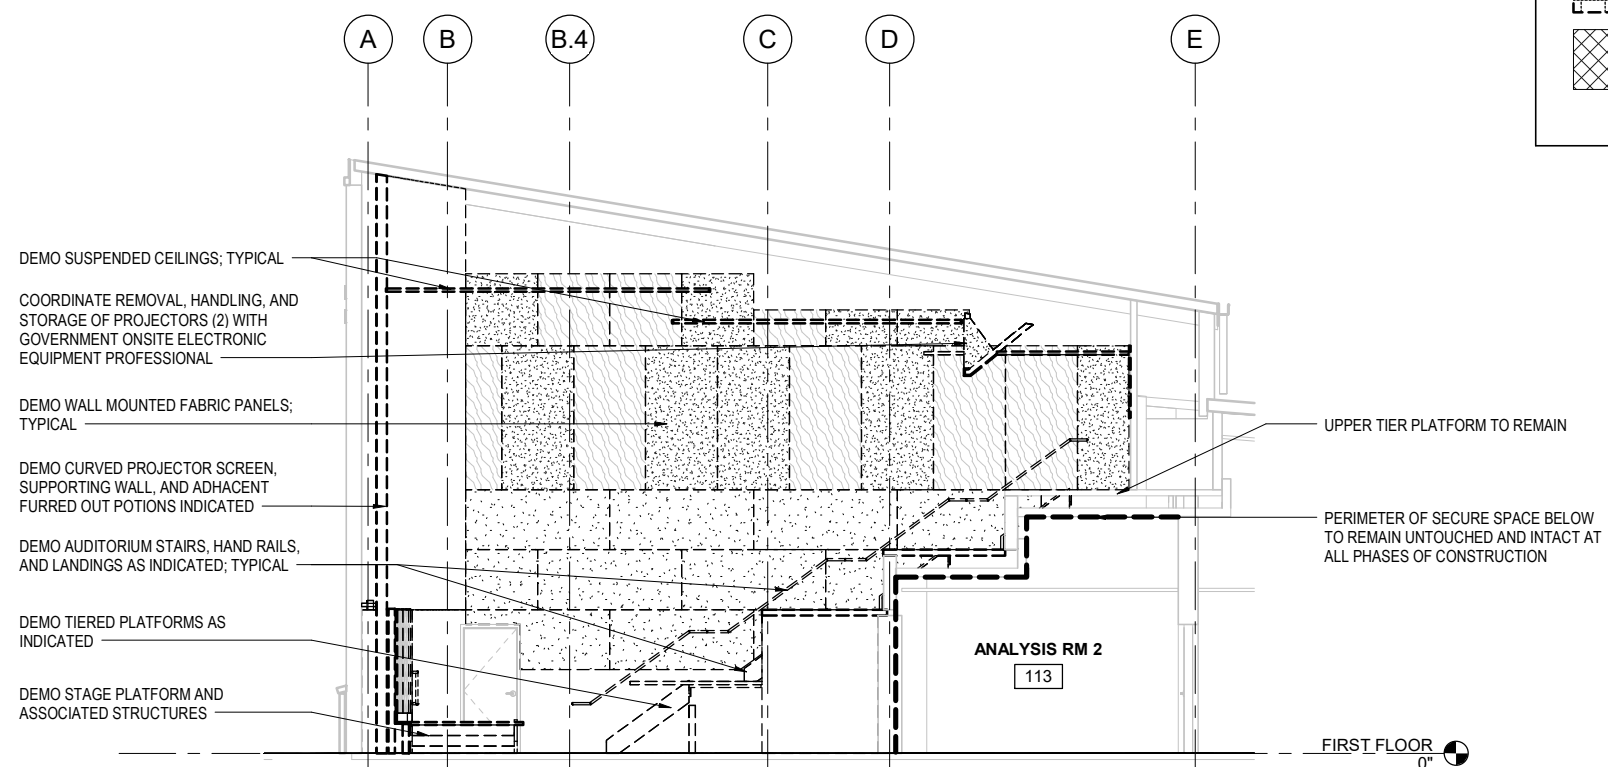 A B B.4 C D E
DEMO SUSPENDED CEILINGS; TYPICAL
COORDINATE REMOVAL, HANDLING, AND
STORAGE OF PROJECTORS (2) WITH
GOVERNMENT ONSITE ELECTRONIC
EQUIPMENT PROFESSIONAL
DEMO WALL MOUNTED FABRIC PANELS;
TYPICAL
DEMO CURVED PROJECTOR SCREEN,
SUPPORTING WALL, AND ADHACENT
FURRED OUT POTIONS INDICATED
DEMO AUDITORIUM STAIRS, HAND RAILS,
AND LANDINGS AS INDICATED; TYPICAL
DEMO TIERED PLATFORMS AS
INDICATED
DEMO STAGE PLATFORM AND
ASSOCIATED STRUCTURES
UPPER TIER PLATFORM TO REMAIN
PERIMETER OF SECURE SPACE BELOW
TO REMAIN UNTOUCHED AND INTACT AT
ALL PHASES OF CONSTRUCTION
ANALYSIS RM 2
113
FIRST FLOOR
0"